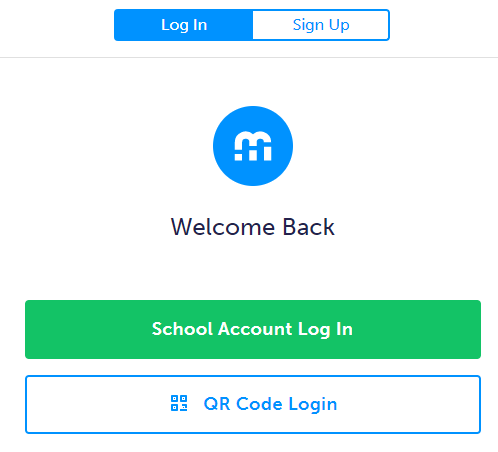 Log In Sign Up
Welcome Back
School Account Log In
QR Code Login